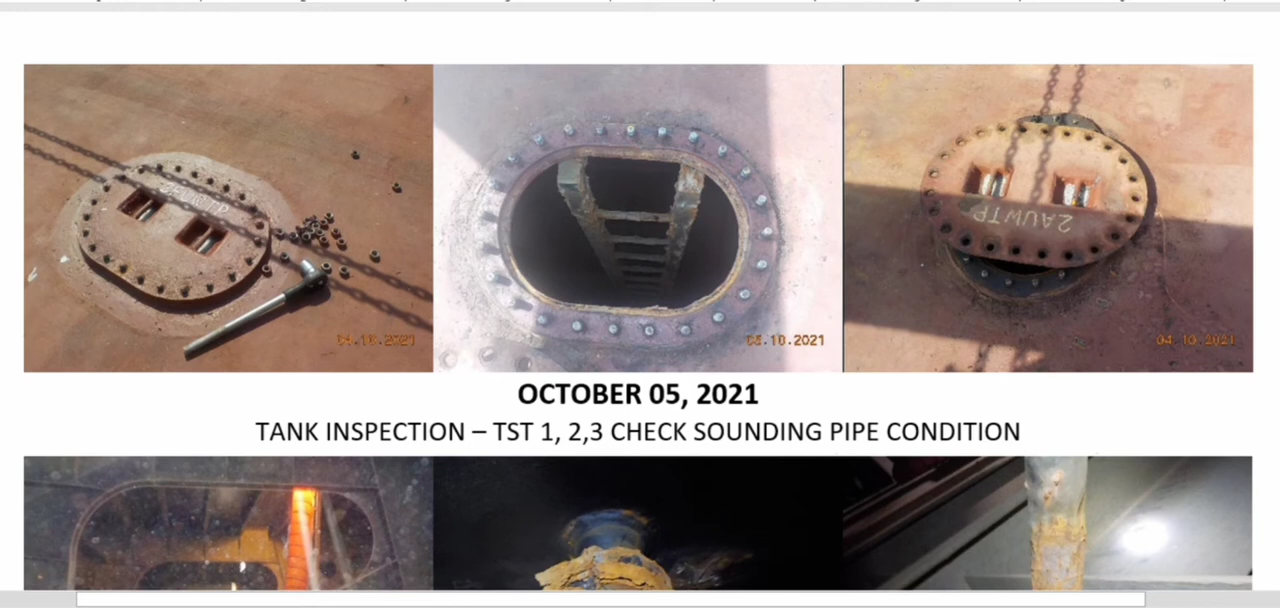 04.10.2021
05.10.2021
2AUWTP
04 10 2021
OCTOBER 05, 2021
TANK INSPECTION – TST 1, 2,3 CHECK SOUNDING PIPE CONDITION